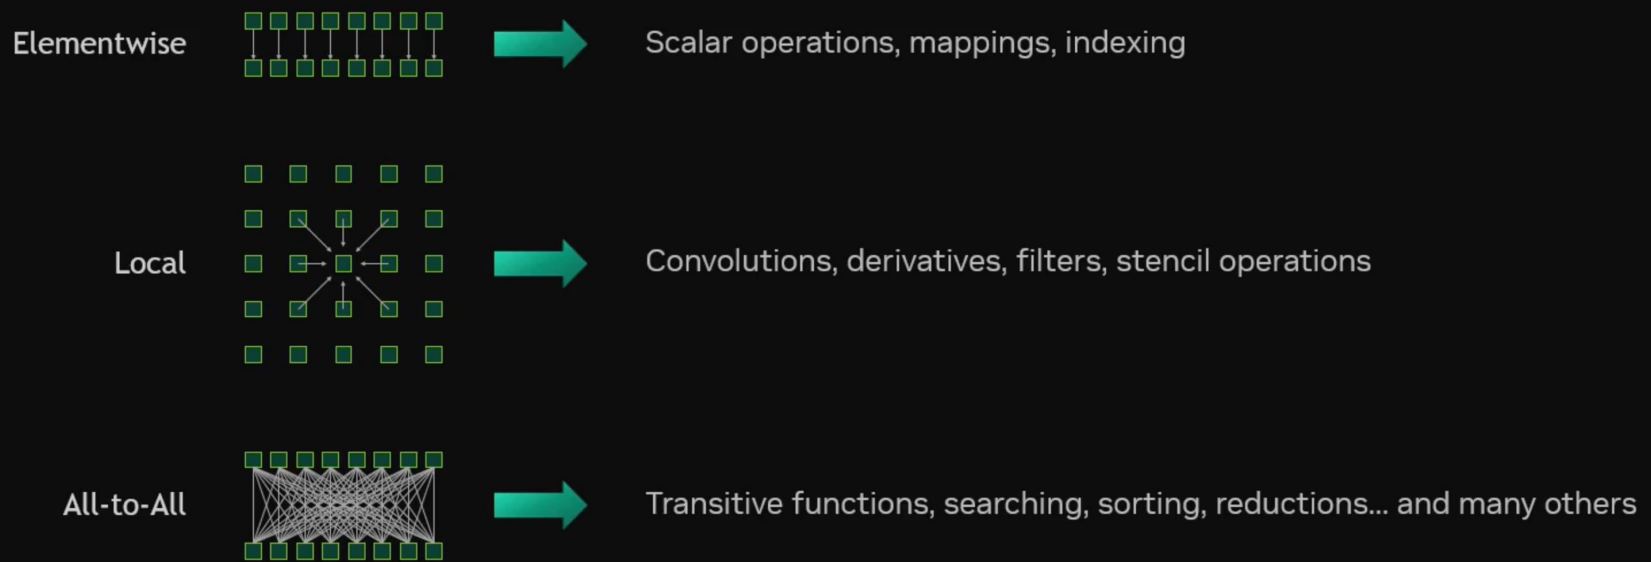 Elementwise
Scalar operations, mappings, indexing
Local
Convolutions, derivatives, filters, stencil operations
All-to-All
Transitive functions, searching, sorting, reductions... and many others